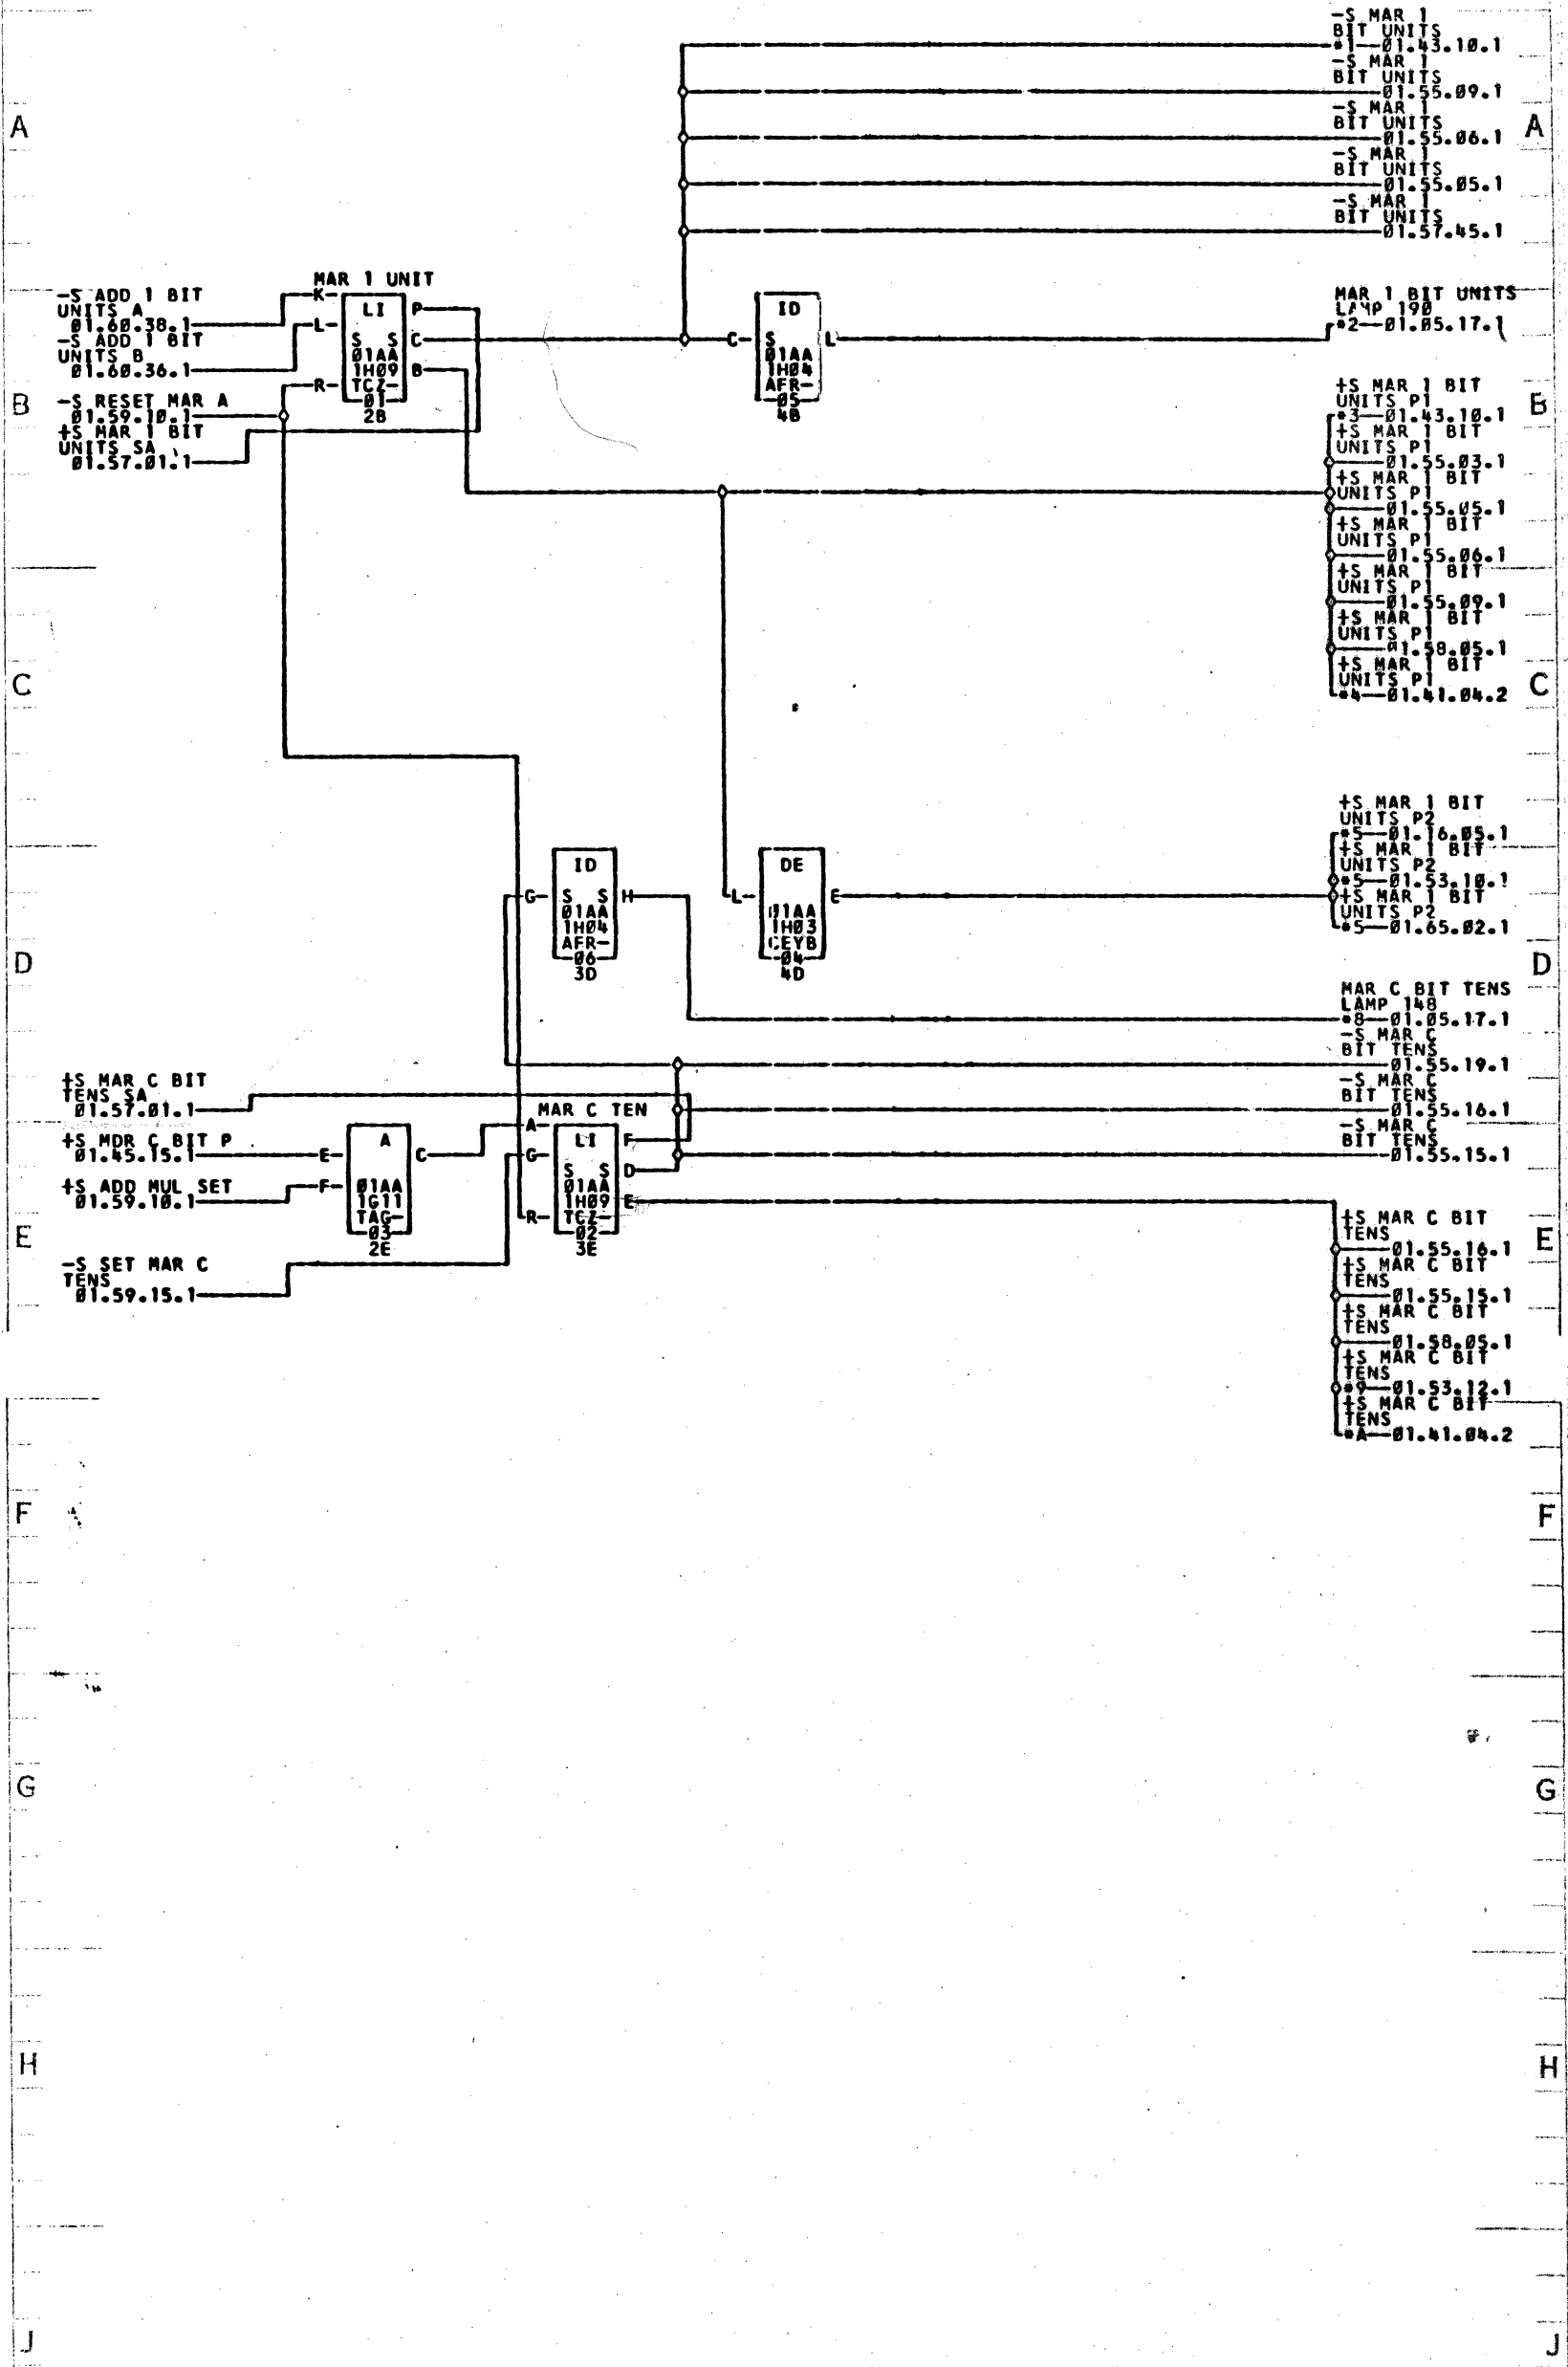 -S MAR 1
BIT UNITS
*1—01.43.10.1
-S MAR 1
BIT UNITS
01.55.09.1
-S MAR 1
BIT UNITS
01.55.06.1
-S MAR 1
BIT UNITS
01.55.05.1
-S MAR 1
BIT UNITS
01.57.45.1
A
A
MAR 1 UNIT
-S ADD 1 BIT
UNITS A
01.60.38.1
-S ADD 1 BIT
UNITS B
01.60.36.1
-S RESET MAR A
01.59.10.1
+S MAR 1 BIT
UNITS SA
01.57.01.1
K
L
R
LI
S S
01AA
1H09
TCZ-
01
2B
P
C
B
C
ID
S
01AA
1H04
AFR-
05
4B
L
MAR 1 BIT UNITS
LAMP 190
*2—01.05.17.1
B
B
+S MAR 1 BIT
UNITS P1
*3—01.43.10.1
+S MAR 1 BIT
UNITS P1
01.55.03.1
+S MAR 1 BIT
UNITS P1
01.55.05.1
+S MAR 1 BIT
UNITS P1
01.55.06.1
+S MAR 1 BIT
UNITS P1
01.55.09.1
+S MAR 1 BIT
UNITS P1
01.58.05.1
+S MAR 1 BIT
UNITS P1
*4—01.41.04.2
C
C
+S MAR 1 BIT
UNITS P2
*5—01.16.05.1
+S MAR 1 BIT
UNITS P2
*5—01.53.10.1
+S MAR 1 BIT
UNITS P2
*5—01.65.02.1
G
ID
S S
01AA
1H04
AFR-
06
3D
H
L
DE
01AA
1H03
CEYB
04
4D
E
D
D
MAR C BIT TENS
LAMP 148
*8—01.05.17.1
-S MAR C
BIT TENS
01.55.19.1
-S MAR C
BIT TENS
01.55.16.1
-S MAR C
BIT TENS
01.55.15.1
+S MAR C BIT
TENS SA
01.57.01.1
+S MDR C BIT P
01.45.15.1
+S ADD MUL SET
01.59.10.1
-S SET MAR C
TENS
01.59.15.1
E
F
A
01AA
1G11
TAG-
03
2E
C
MAR C TEN
A
G
R
LI
S S
01AA
1H09
TCZ-
02
3E
F
D
E
E
E
+S MAR C BIT
TENS
01.55.16.1
+S MAR C BIT
TENS
01.55.15.1
+S MAR C BIT
TENS
01.58.05.1
+S MAR C BIT
TENS
*9—01.53.12.1
+S MAR C BIT
TENS
*A—01.41.04.2
F
F
G
G
H
H
J
J